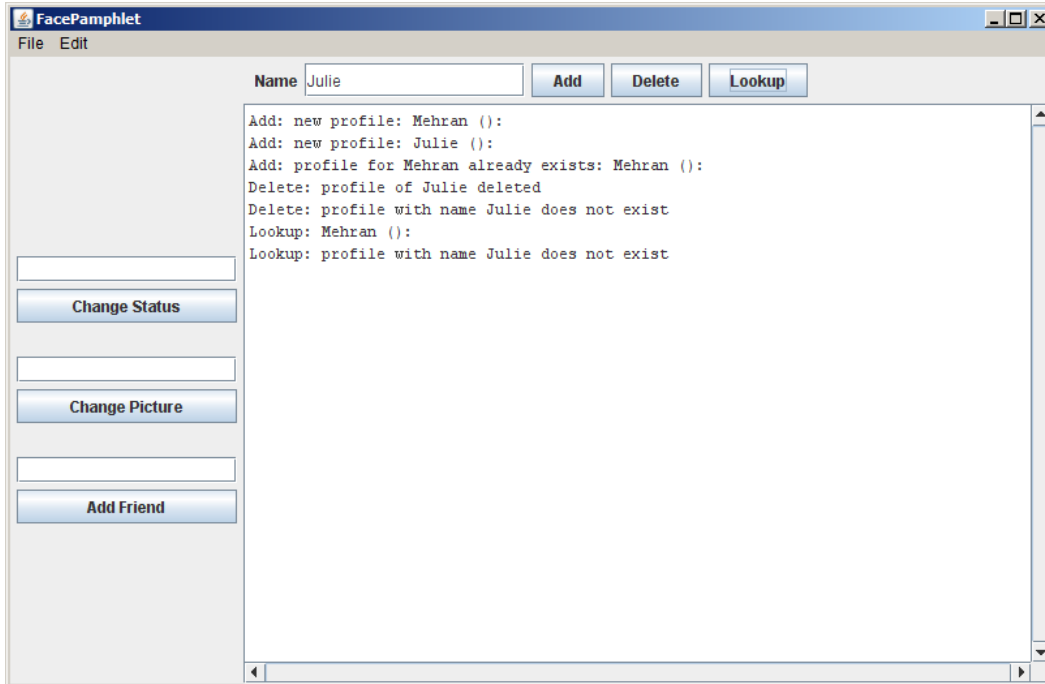 FacePamphlet
File Edit
Name Julie Add Delete Lookup
Add: new profile: Mehran ():
Add: new profile: Julie ():
Add: profile for Mehran already exists: Mehran ():
Delete: profile of Julie deleted
Delete: profile with name Julie does not exist
Lookup: Mehran ():
Lookup: profile with name Julie does not exist
Change Status
Change Picture
Add Friend